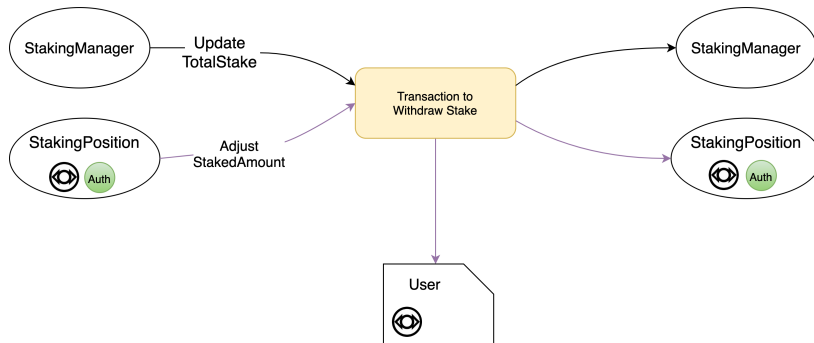 StakingManager
Update
TotalStake
StakingManager
Transaction to
Withdraw Stake
StakingPosition
Auth
Adjust
StakedAmount
StakingPosition
Auth
User